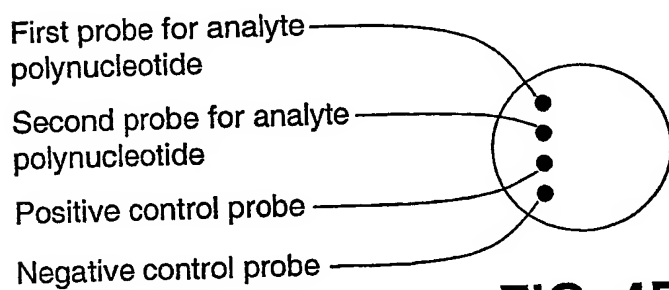 First probe for analyte
polynucleotide
Second probe for analyte
polynucleotide
Positive control probe
Negative control probe